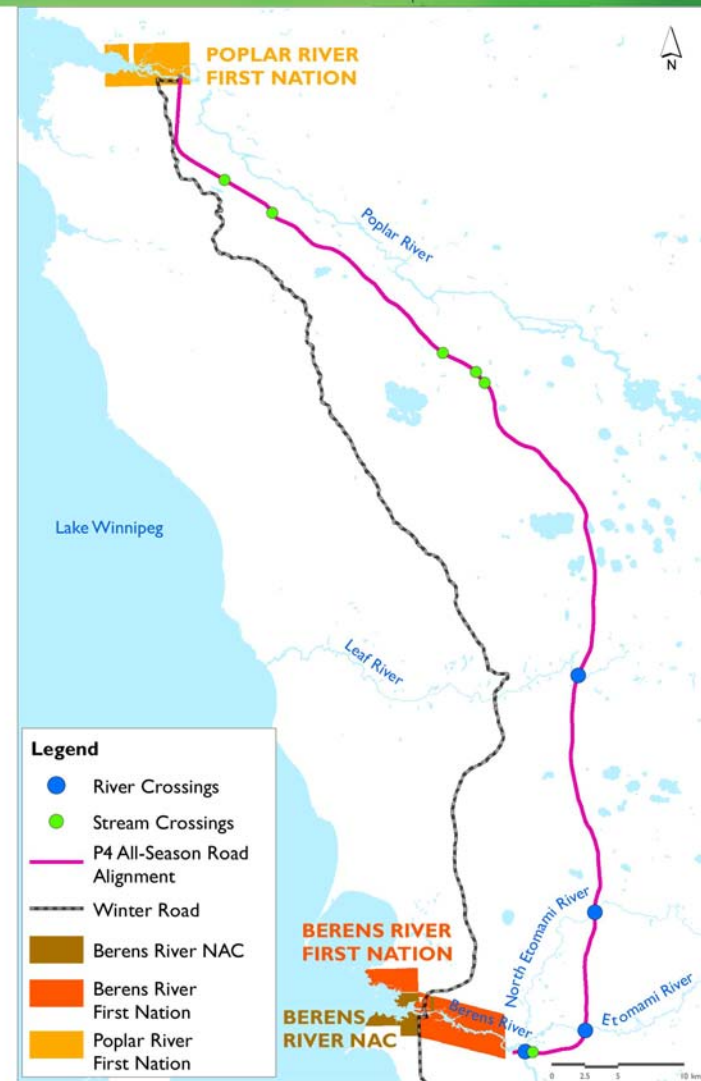 POPLAR RIVER
FIRST NATION
N
Poplar River
Lake Winnipeg
Leaf River
Legend
River Crossings
Stream Crossings
P4 All-Season Road
Alignment
Winter Road
Berens River NAC
Berens River
First Nation
Poplar River
First Nation
BERENS RIVER
FIRST NATION
North Etomami River
Etomami River
Berens River
BERENS
RIVER NAC
0 2.5 5 10 km